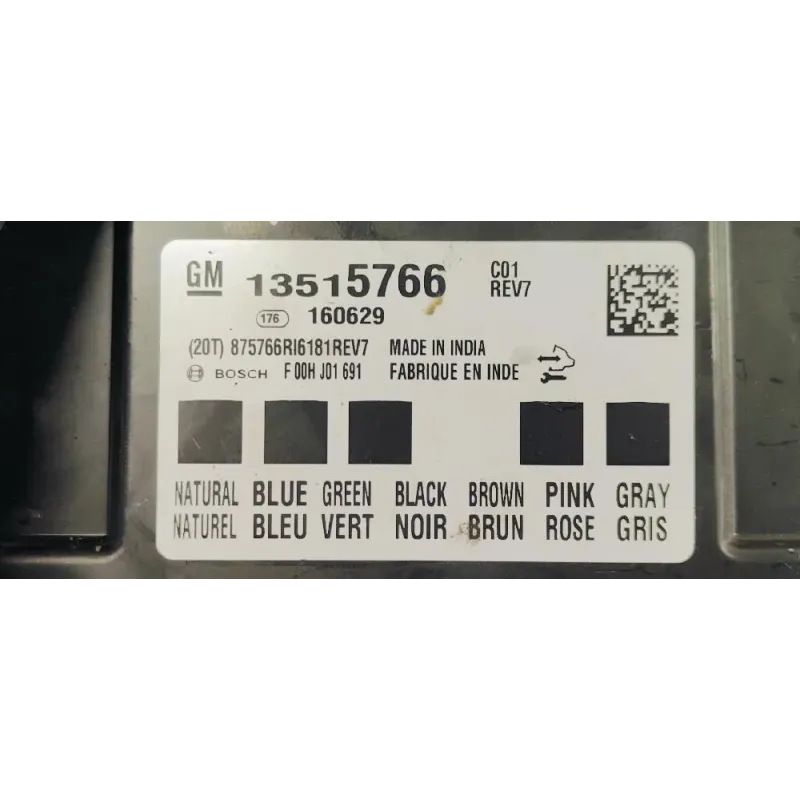 GM 13515766 C01
REV7
176 160629
(20T) 875766RI6181REV7 MADE IN INDIA
BOSCH F 00H J01 691 FABRIQUE EN INDE
NATURAL BLUE GREEN BLACK BROWN PINK GRAY
NATUREL BLEU VERT NOIR BRUN ROSE GRIS